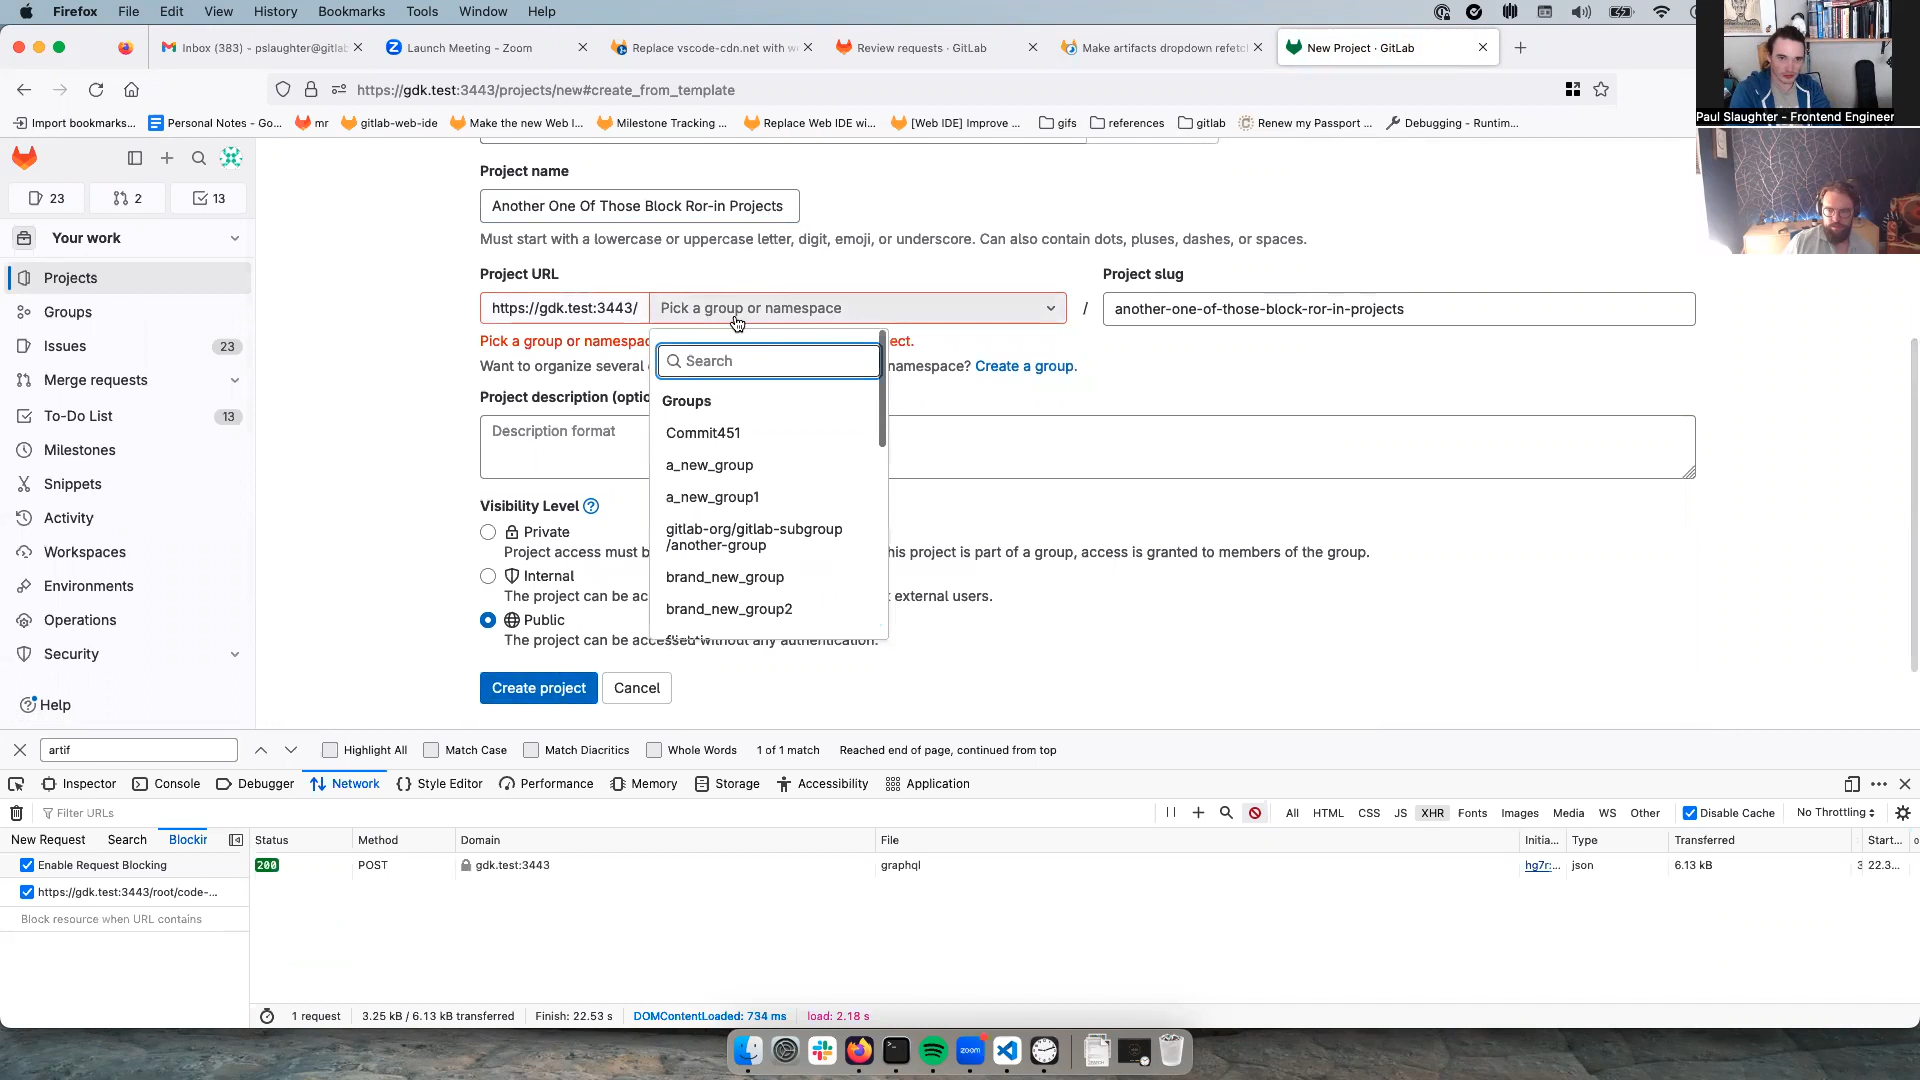 Firefox File Edit View History Bookmarks Tools Window Help
Inbox (383) - pslaughter@gitlab
Launch Meeting - Zoom
Replace vscode-cdn.net with w
Review requests · GitLab
Make artifacts dropdown refetc
New Project · GitLab
https://gdk.test:3443/projects/new#create_from_template
Import bookmarks...
Personal Notes - Go...
mr
gitlab-web-ide
Make the new Web I...
Milestone Tracking ...
Replace Web IDE wi...
[Web IDE] Improve ...
gifs
references
gitlab
Renew my Passport ...
Debugging - Runtim...
Paul Slaughter - Frontend Engineer
23
2
13
Your work
Projects
Groups
Issues 23
Merge requests
To-Do List 13
Milestones
Snippets
Activity
Workspaces
Environments
Operations
Security
Help
Project name
Another One Of Those Block Ror-in Projects
Must start with a lowercase or uppercase letter, digit, emoji, or underscore. Can also contain dots, pluses, dashes, or spaces.
Project URL
https://gdk.test:3443/
Pick a group or namespace
/
Project slug
another-one-of-those-block-ror-in-projects
Pick a group or namespac
ect.
Want to organize several
namespace? Create a group.
Search
Groups
Commit451
a_new_group
a_new_group1
gitlab-org/gitlab-subgroup
/another-group
brand_new_group
brand_new_group2
Project description (optio
Description format
Visibility Level
Private
Project access must b
his project is part of a group, access is granted to members of the group.
Internal
The project can be ac
external users.
Public
The project can be accessed without any authentication.
Create project
Cancel
artif
Highlight All
Match Case
Match Diacritics
Whole Words
1 of 1 match
Reached end of page, continued from top
Inspector
Console
Debugger
Network
Style Editor
Performance
Memory
Storage
Accessibility
Application
Filter URLs
All HTML CSS JS XHR Fonts Images Media WS Other
Disable Cache
No Throttling
New Request Search Blockin
Status Method Domain File Initia... Type Transferred Start...
Enable Request Blocking
200 POST gdk.test:3443 graphql hg7r:... json 6.13 kB 3 22.3...
https://gdk.test:3443/root/code-...
Block resource when URL contains
1 request
3.25 kB / 6.13 kB transferred
Finish: 22.53 s
DOMContentLoaded: 734 ms
load: 2.18 s
zoom